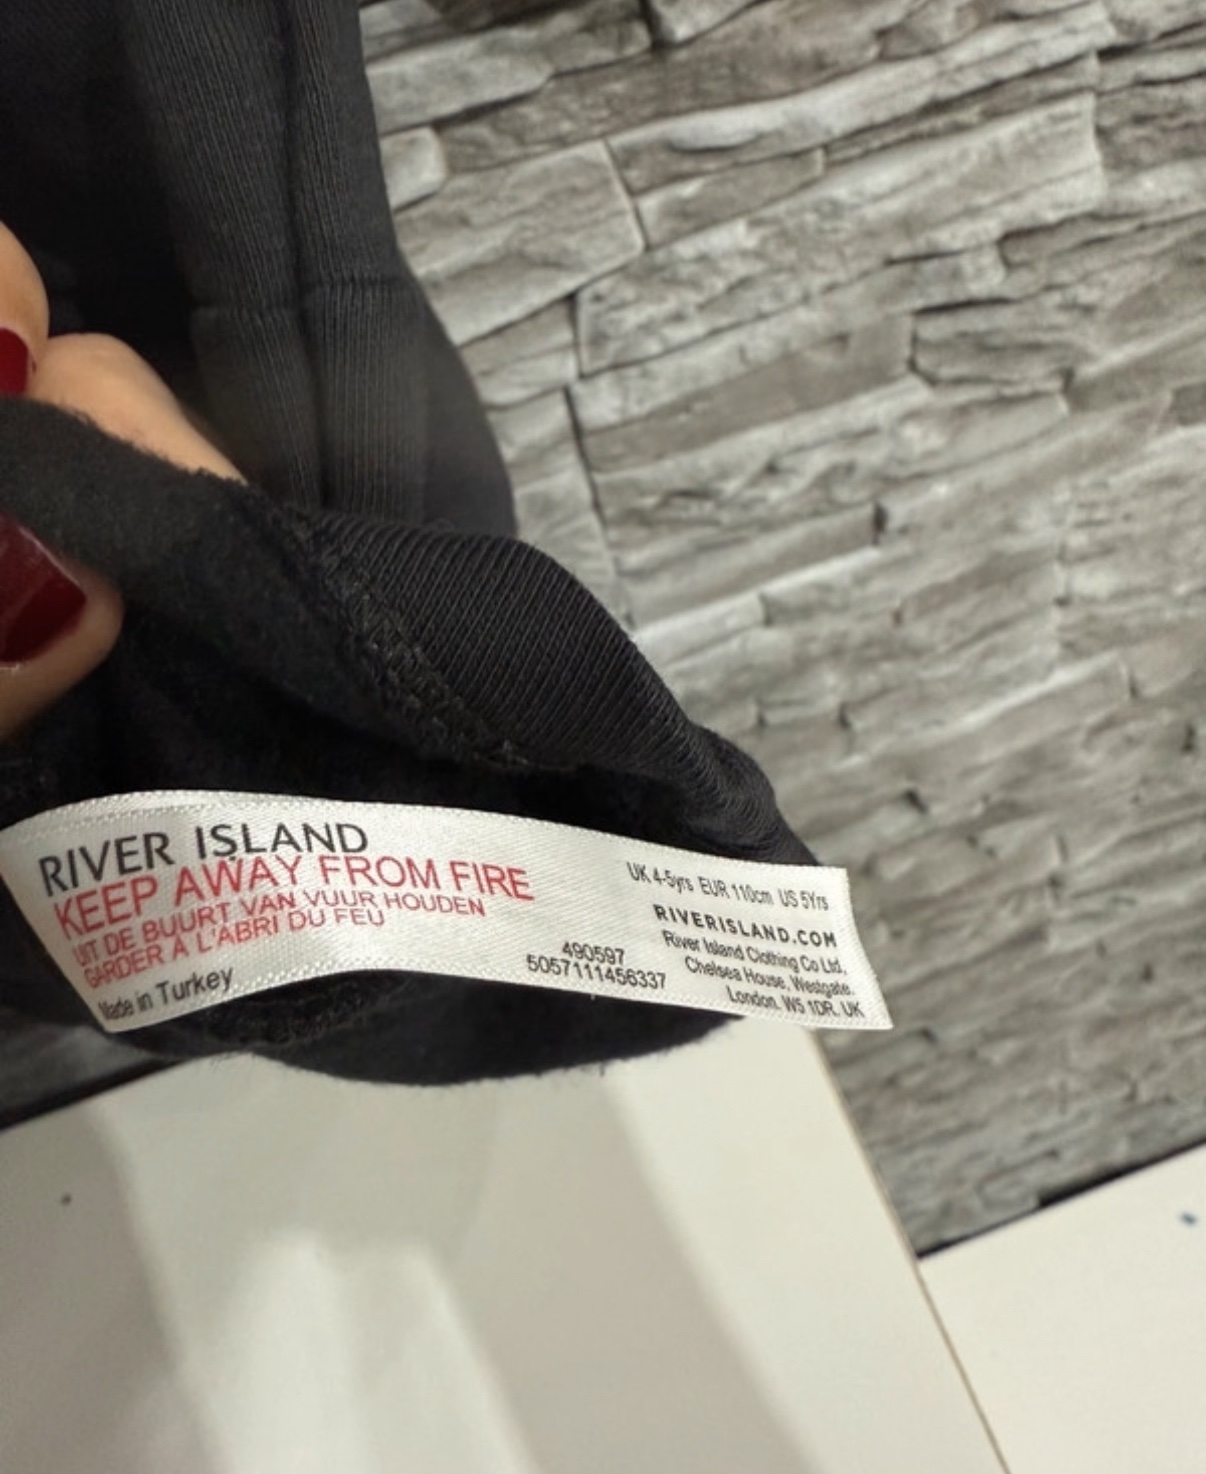 RIVER ISLAND
KEEP AWAY FROM FIRE
UIT DE BUURT VAN VUUR HOUDEN
GARDER À L'ABRI DU FEU
Made in Turkey
490597
5057111456337
UK 4-5yrs EUR 110cm US 5Yrs
RIVERISLAND.COM
River Island Clothing Co Ltd,
Chelsea House, Westgate,
London. W5 1DR. UK